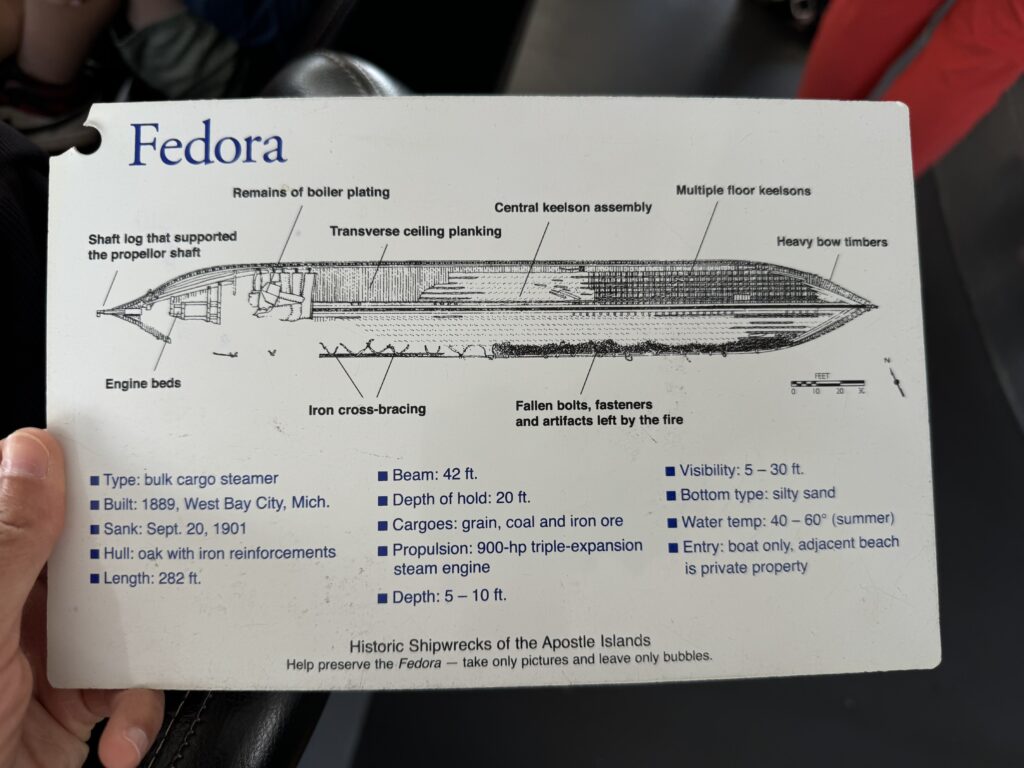 Fedora
Remains of boiler plating
Multiple floor keelsons
Central keelson assembly
Transverse ceiling planking
Shaft log that supported
the propellor shaft
Heavy bow timbers
Engine beds
Iron cross-bracing
Fallen bolts, fasteners
and artifacts left by the fire
FEET
0 10 20 30
N
■ Type: bulk cargo steamer
■ Built: 1889, West Bay City, Mich.
■ Sank: Sept. 20, 1901
■ Hull: oak with iron reinforcements
■ Length: 282 ft.
■ Beam: 42 ft.
■ Depth of hold: 20 ft.
■ Cargoes: grain, coal and iron ore
■ Propulsion: 900-hp triple-expansion
steam engine
■ Depth: 5 – 10 ft.
■ Visibility: 5 – 30 ft.
■ Bottom type: silty sand
■ Water temp: 40 – 60° (summer)
■ Entry: boat only, adjacent beach
is private property
Historic Shipwrecks of the Apostle Islands
Help preserve the Fedora — take only pictures and leave only bubbles.